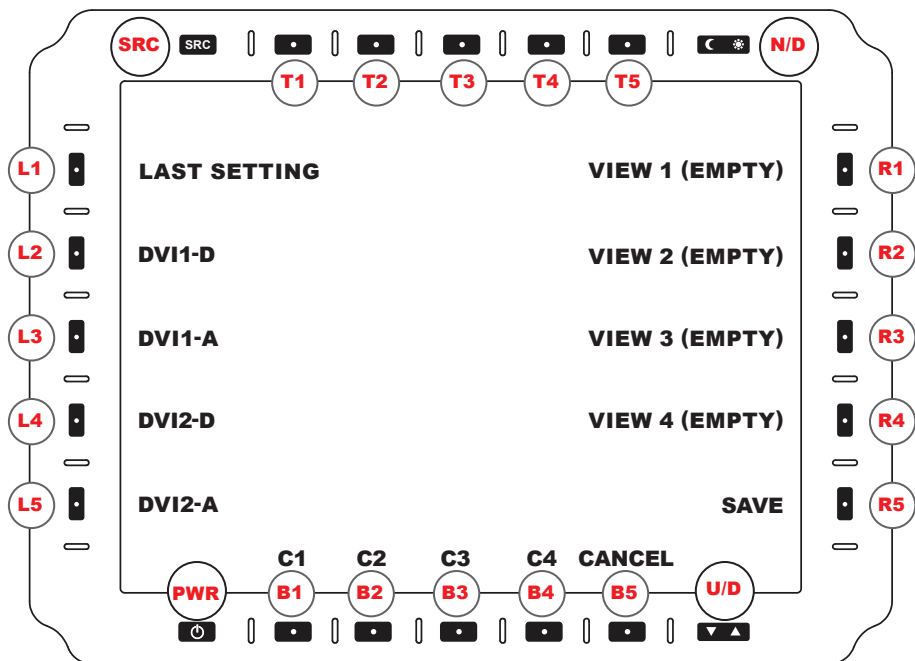 SRC SRC N/D
T1 T2 T3 T4 T5
L1 LAST SETTING VIEW 1 (EMPTY) R1
L2 DVI1-D VIEW 2 (EMPTY) R2
L3 DVI1-A VIEW 3 (EMPTY) R3
L4 DVI2-D VIEW 4 (EMPTY) R4
L5 DVI2-A SAVE R5
C1 C2 C3 C4 CANCEL
PWR B1 B2 B3 B4 B5 U/D